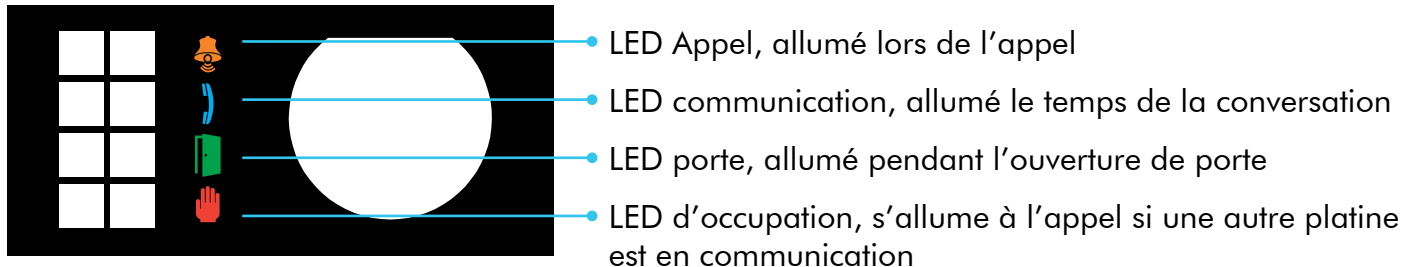 LED Appel, allumé lors de l’appel
LED communication, allumé le temps de la conversation
LED porte, allumé pendant l’ouverture de porte
LED d’occupation, s’allume à l’appel si une autre platine
est en communication